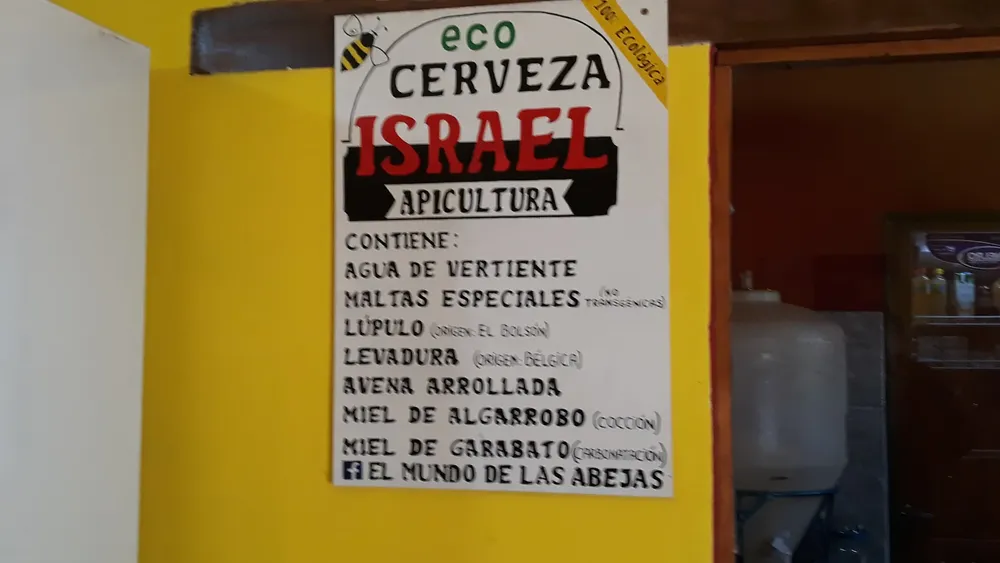 eco
100% Ecológica
CERVEZA
ISRAEL
APICULTURA
CONTIENE:
AGUA DE VERTIENTE
MALTAS ESPECIALES (NO TRANSGENICAS)
LÚPULO (ORIGEN: EL BOLSÓN)
LEVADURA (ORIGEN: BÉLGICA)
AVENA ARROLLADA
MIEL DE ALGARROBO (COCCIÓN)
MIEL DE GARABATO (CARBONATACIÓN)
f EL MUNDO DE LAS ABEJAS